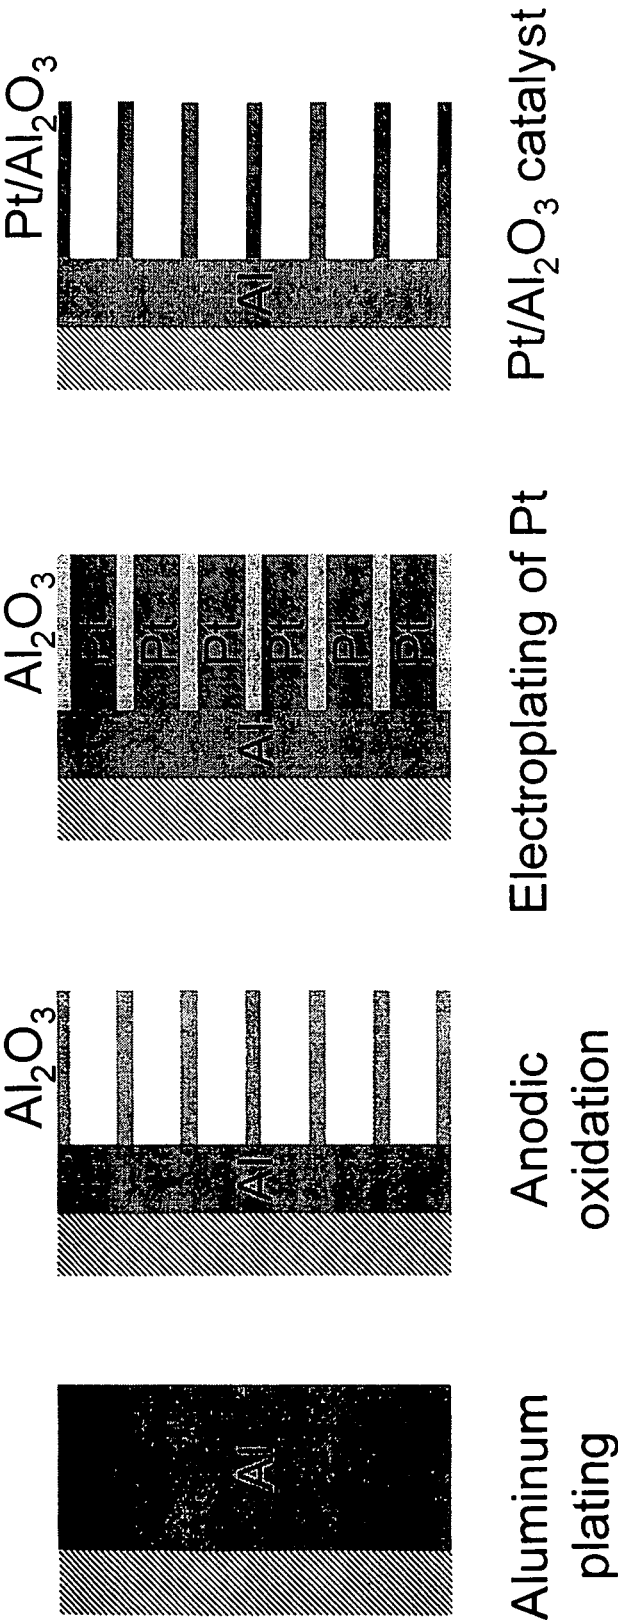 Al
Aluminum
plating
Al₂O₃
Al
Anodic
oxidation
Al₂O₃
Pt
Pt
Pt
Pt
Pt
Pt
Al
Electroplating of Pt
Pt/Al₂O₃
Al
Pt/Al₂O₃ catalyst